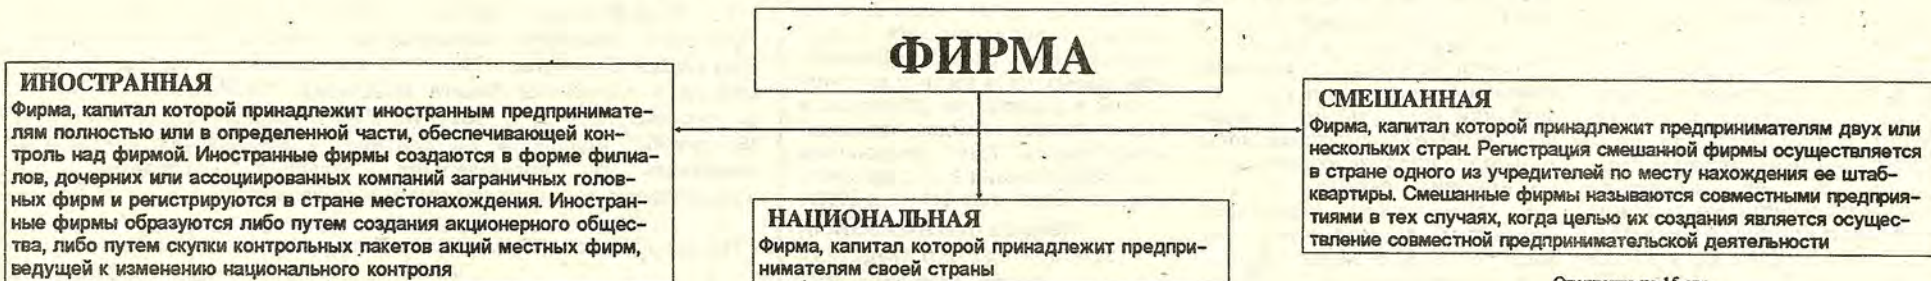 ФИРМА
ИНОСТРАННАЯ
Фирма, капитал которой принадлежит иностранным предпринимате-
лям полностью или в определенной части, обеспечивающей кон-
троль над фирмой. Иностранные фирмы создаются в форме филиа-
лов, дочерних или ассоциированных компаний заграничных голов-
ных фирм и регистрируются в стране местонахождения. Иностран-
ные фирмы образуются либо путем создания акционерного общес-
тва, либо путем скупки контрольных пакетов акций местных фирм,
ведущей к изменению национального контроля
НАЦИОНАЛЬНАЯ
Фирма, капитал которой принадлежит предпри-
нимателям своей страны
СМЕШАННАЯ
Фирма, капитал которой принадлежит предпринимателям двух или
нескольких стран. Регистрация смешанной фирмы осуществляется
в стране одного из учредителей по месту нахождения ее штаб-
квартиры. Смешанные фирмы называются совместными предприя-
тиями в тех случаях, когда целью их создания является осущес-
твление совместной предпринимательской деятельности